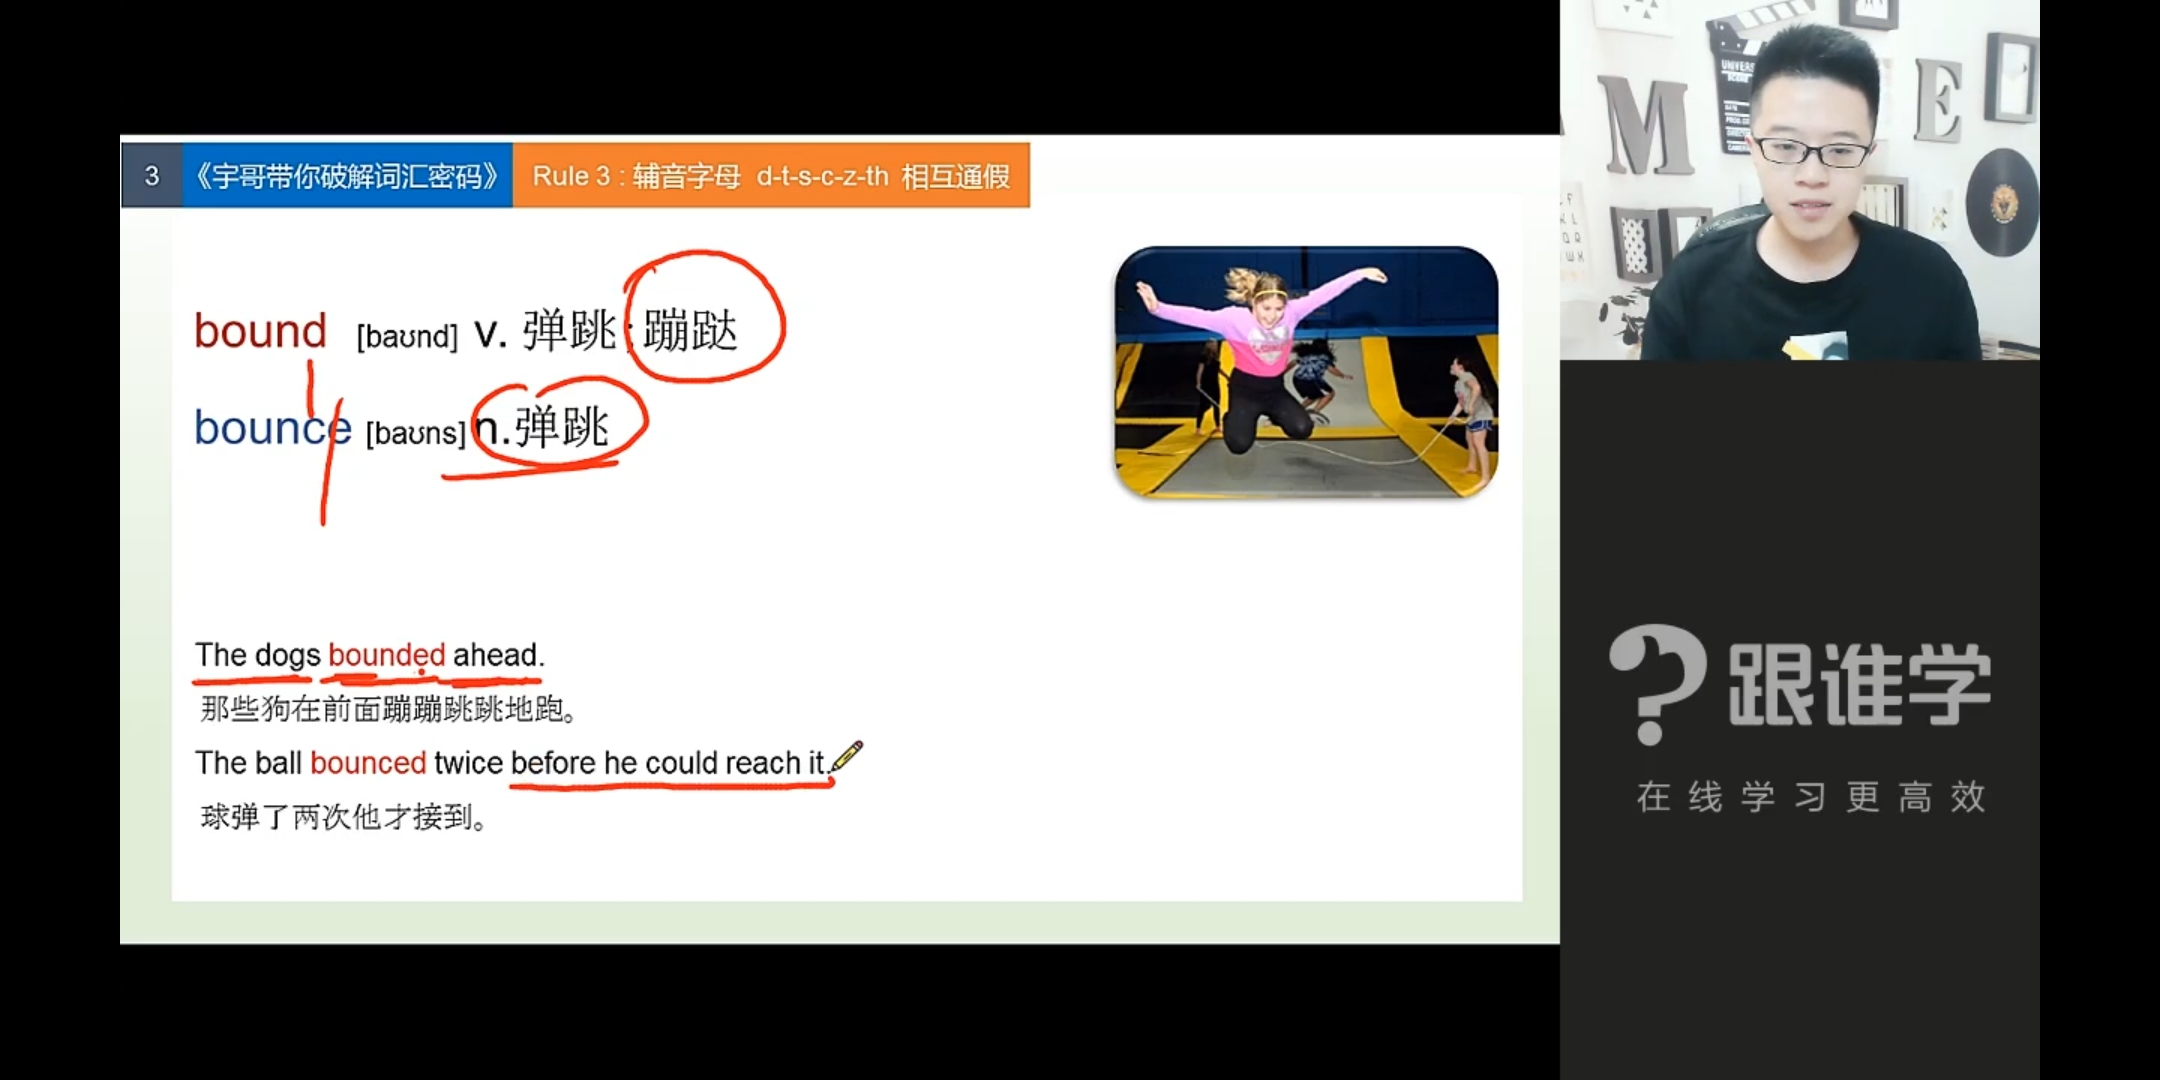 3 《宇哥带你破解词汇密码》 Rule 3 : 辅音字母 d-t-s-c-z-th 相互通假
bound [baʊnd] v. 弹跳 ; 蹦跶
bounce [baʊns] n.弹跳
The dogs bounded ahead.
那些狗在前面蹦蹦跳跳地跑。
The ball bounced twice before he could reach it.
球弹了两次他才接到。
M E
跟谁学
在线学习更高效